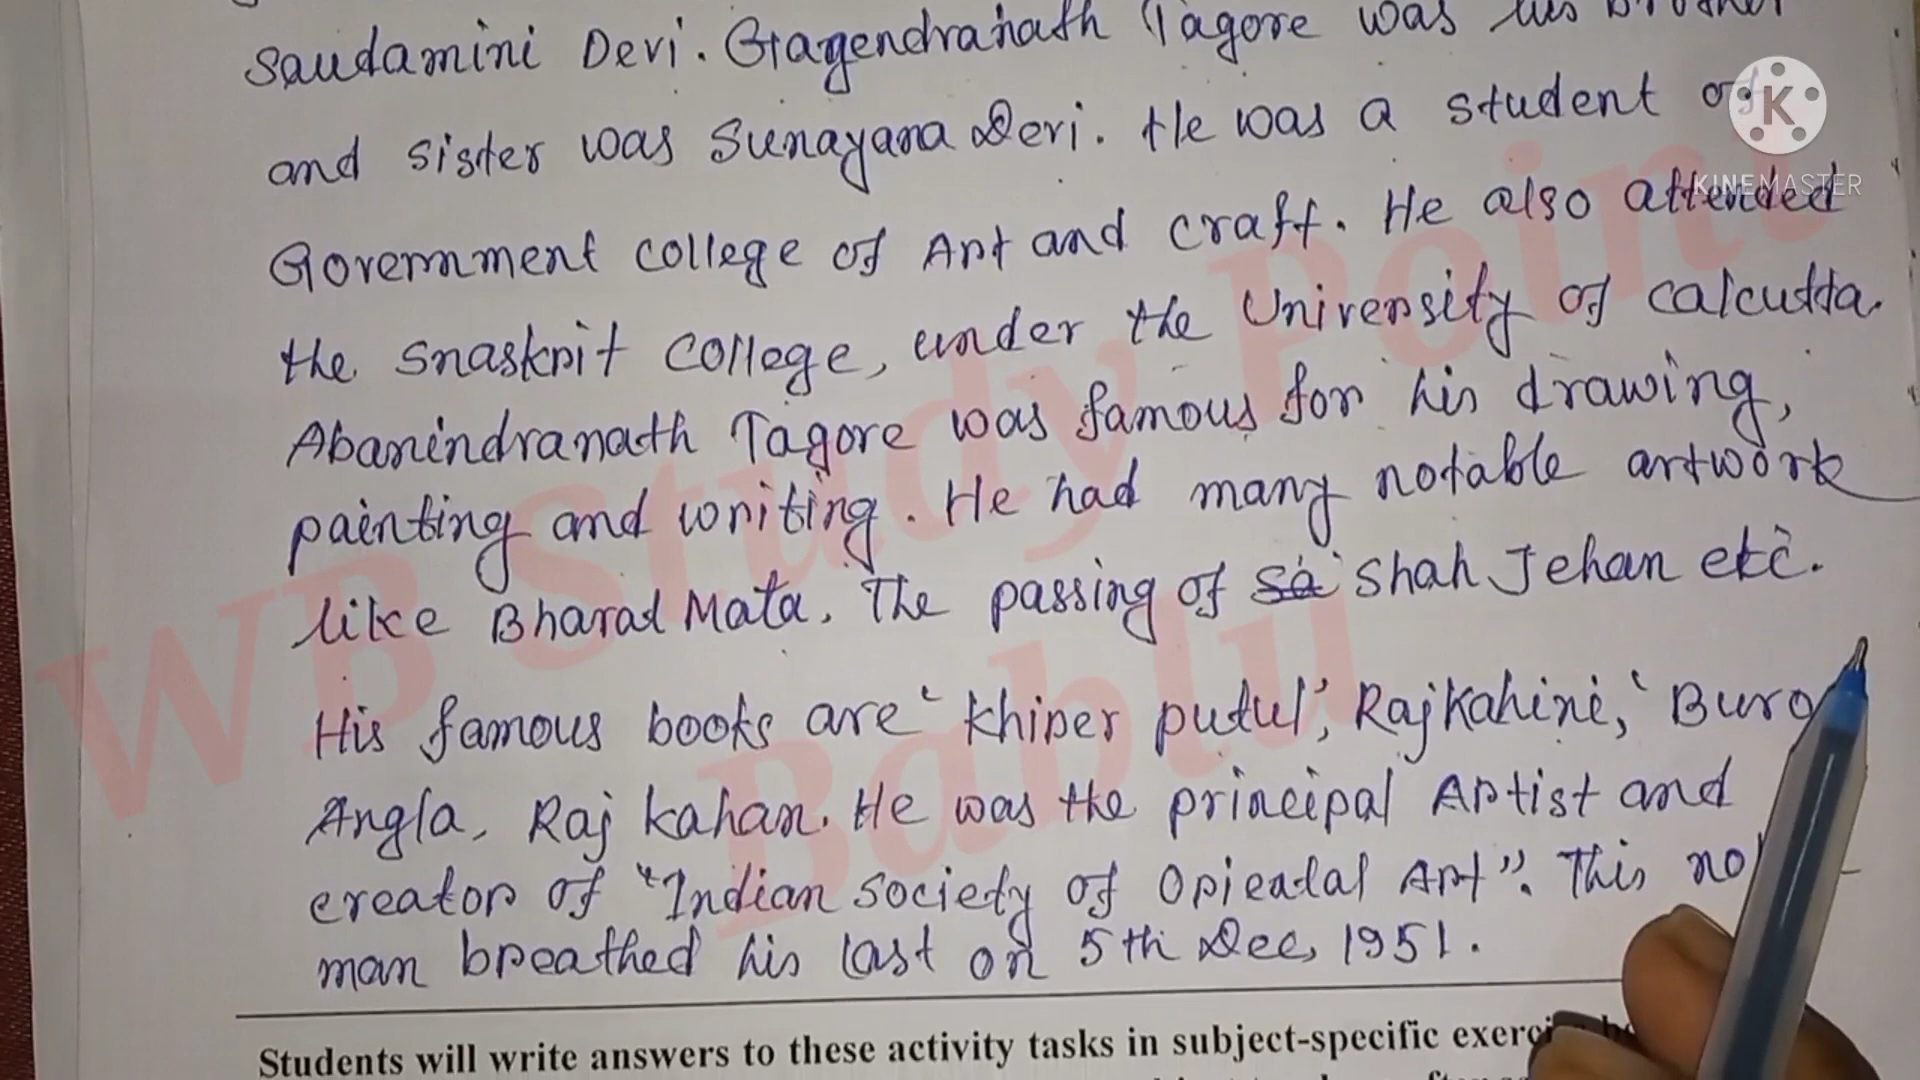 Saudamini Devi. Gagendranath Tagore was his brother
and sister was Sunayana Devi. He was a student of
Government college of Art and craft. He also attended
the Snaskrit College, under the University of Calcutta.
Abanindranath Tagore was famous for his drawing,
painting and writing. He had many notable artwork
like Bharat Mata, The passing of Sa Shah Jehan etc.
His famous books are 'Khirer putul', Rajkahini, 'Buro
Angla, Raj kahan. He was the principal Artist and
creator of "Indian Society of Orieatal Art". This
man breathed his last on 5th Dec, 1951.
Students will write answers to these activity tasks in subject-specific
K
KINEMASTER
WB Study Point
Bablu